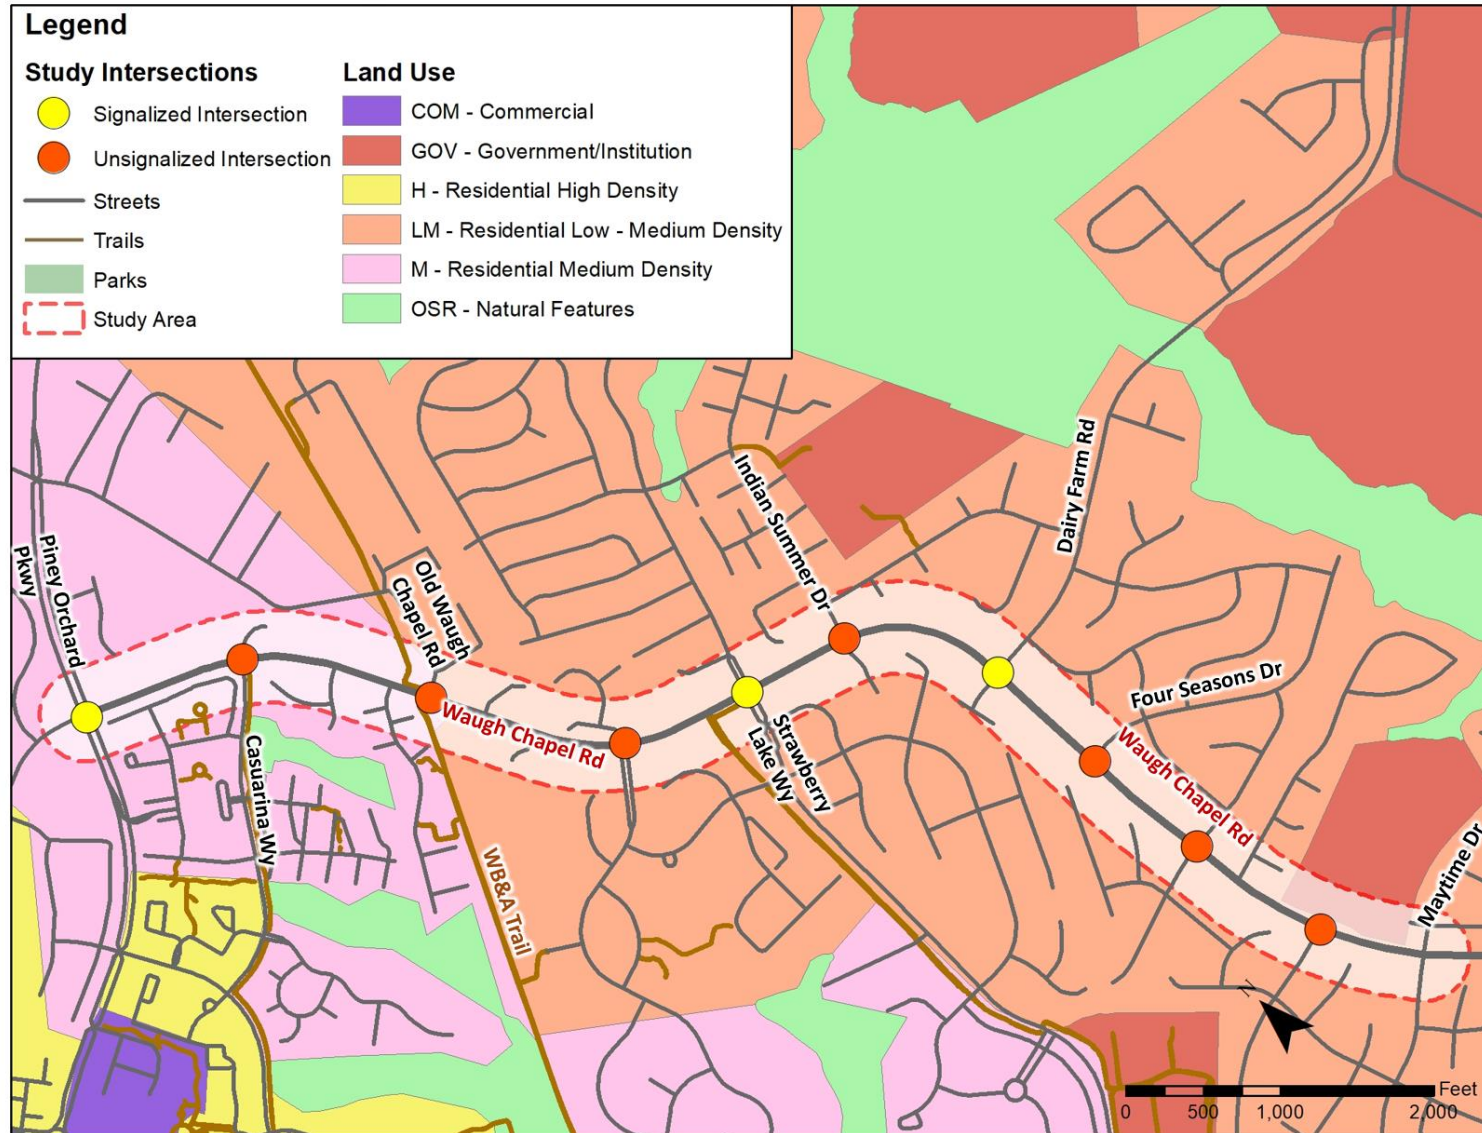 Legend
Study Intersections
Signalized Intersection
Unsignalized Intersection
Streets
Trails
Parks
Study Area
Land Use
COM - Commercial
GOV - Government/Institution
H - Residential High Density
LM - Residential Low - Medium Density
M - Residential Medium Density
OSR - Natural Features
Piney Orchard
Pkwy
Casuarina Wy
Old Waugh
Chapel Rd
Waugh Chapel Rd
WB&A Trail
Indian Summer Dr
Strawberry
Lake Wy
Dairy Farm Rd
Four Seasons Dr
Waugh Chapel Rd
Maytime Dr
N
Feet
0 500 1,000 2,000